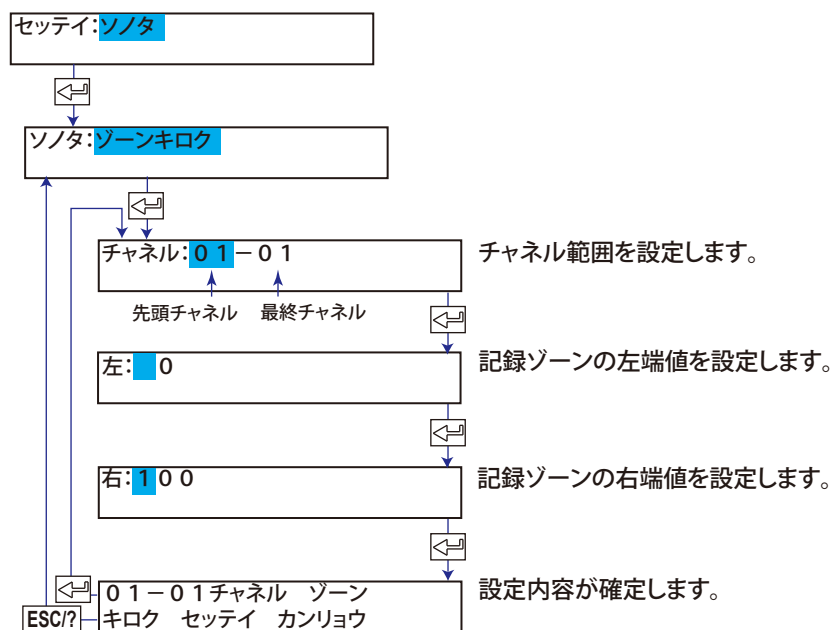 セッテイ:ソノタ
ソノタ:ゾーンキロク
チャネル:01-01
チャネル範囲を設定します。
先頭チャネル 最終チャネル
左: 0
記録ゾーンの左端値を設定します。
右:100
記録ゾーンの右端値を設定します。
01-01チャネル ゾーン
設定内容が確定します。
ESC/?
キロク セッテイ カンリョウ